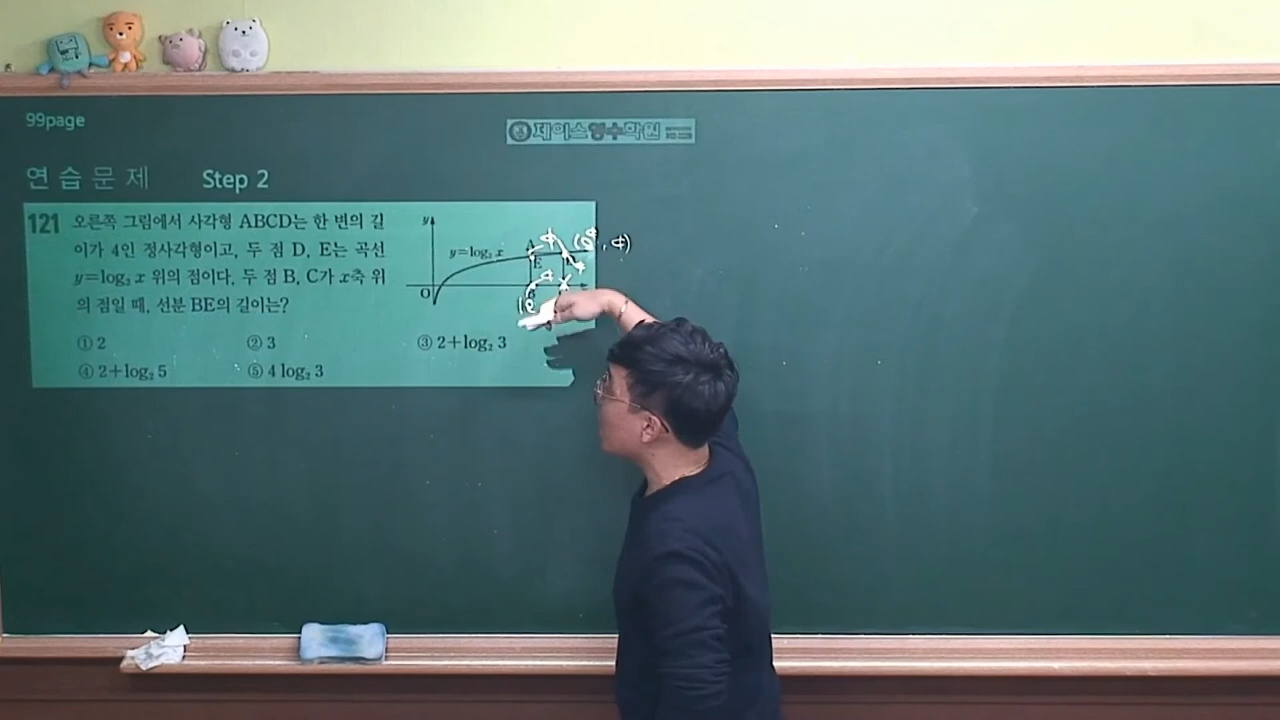 99page
제이스영수학원
연습문제 Step 2
121 오른쪽 그림에서 사각형 ABCD는 한 변의 길
이가 4인 정사각형이고, 두 점 D, E는 곡선
y=log₂ x 위의 점이다. 두 점 B, C가 x축 위
의 점일 때, 선분 BE의 길이는?
y
y=log₂ x
A
E
O
4
, 4)
① 2 ② 3 ③ 2+log₂ 3
④ 2+log₂ 5 ⑤ 4 log₂ 3